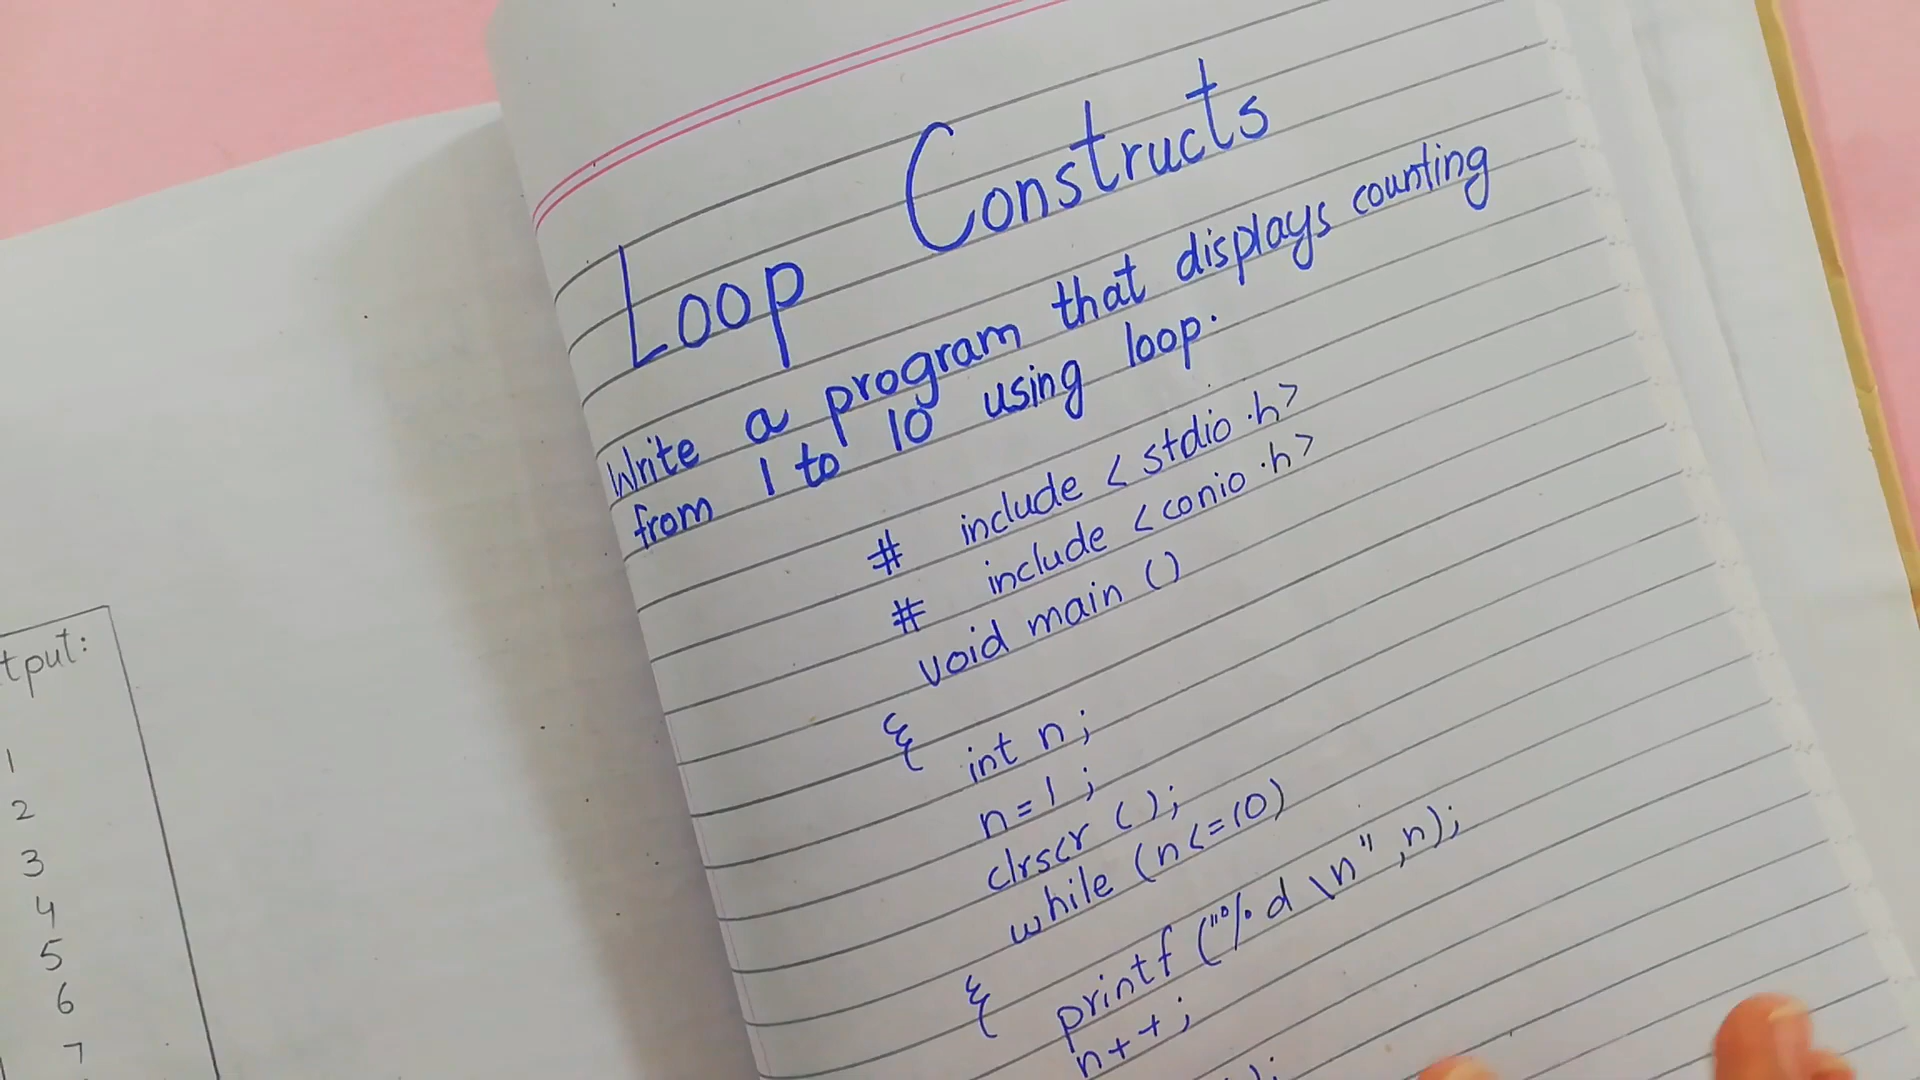 Loop Constructs
Write a program that displays counting
from 1 to 10 using loop.
# include < stdio.h>
# include < conio.h>
void main ()
{
int n ;
n = 1 ;
clrscr ();
while (n<=10)
{
printf ("%d \n" ,n);
n++ ;
);
tput:
1
2
3
4
5
6
7